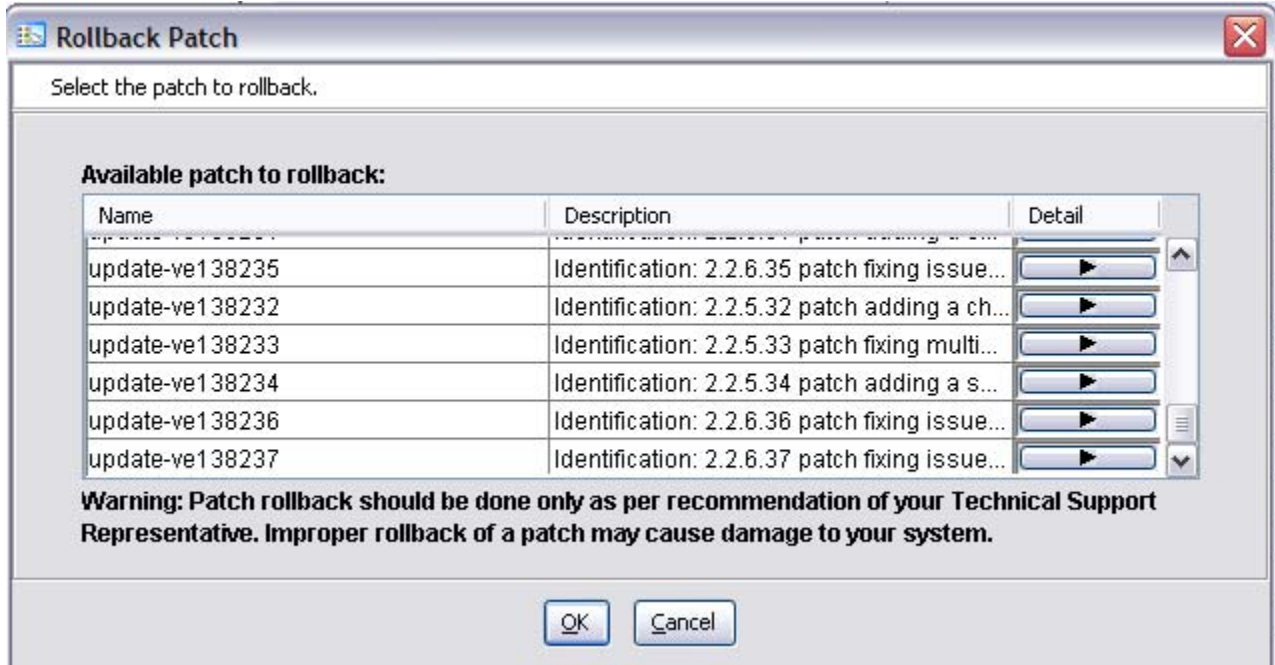 Rollback Patch
Select the patch to rollback.
Available patch to rollback:
Name Description Detail
update-ve138235 Identification: 2.2.6.35 patch fixing issue...
update-ve138232 Identification: 2.2.5.32 patch adding a ch...
update-ve138233 Identification: 2.2.5.33 patch fixing multi...
update-ve138234 Identification: 2.2.5.34 patch adding a s...
update-ve138236 Identification: 2.2.6.36 patch fixing issue...
update-ve138237 Identification: 2.2.6.37 patch fixing issue...
Warning: Patch rollback should be done only as per recommendation of your Technical Support
Representative. Improper rollback of a patch may cause damage to your system.
OK Cancel